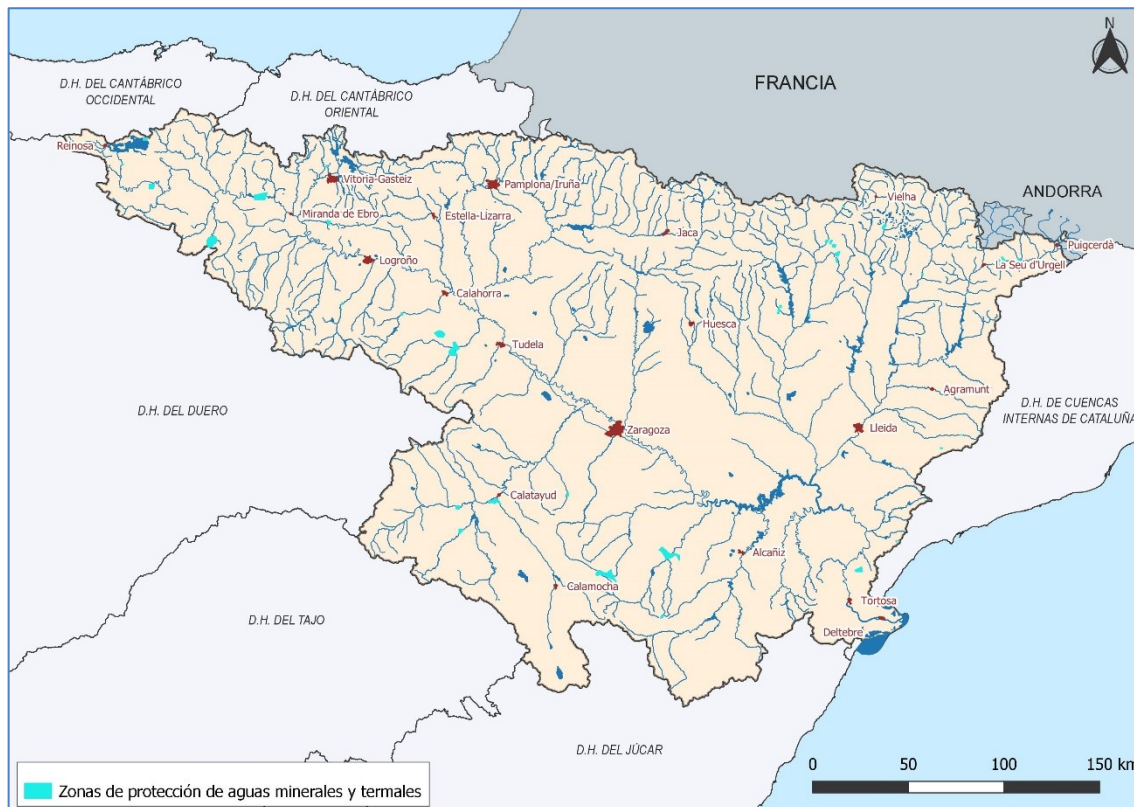 N
FRANCIA
D.H. DEL CANTÁBRICO
OCCIDENTAL
D.H. DEL CANTÁBRICO
ORIENTAL
Reinosa
Vitoria-Gasteiz
Pamplona/Iruña
Vielha
ANDORRA
Miranda de Ebro
Estella-Lizarra
Jaca
Puigcerdà
La Seu d'Urgell
Logroño
Calahorra
Huesca
Tudela
Agramunt
D.H. DEL DUERO
D.H. DE CUENCAS
INTERNAS DE CATALUÑA
Zaragoza
Lleida
Calatayud
Alcañiz
Calamocha
Tortosa
D.H. DEL TAJO
Deltebre
D.H. DEL JÚCAR
0 50 100 150 km
Zonas de protección de aguas minerales y termales